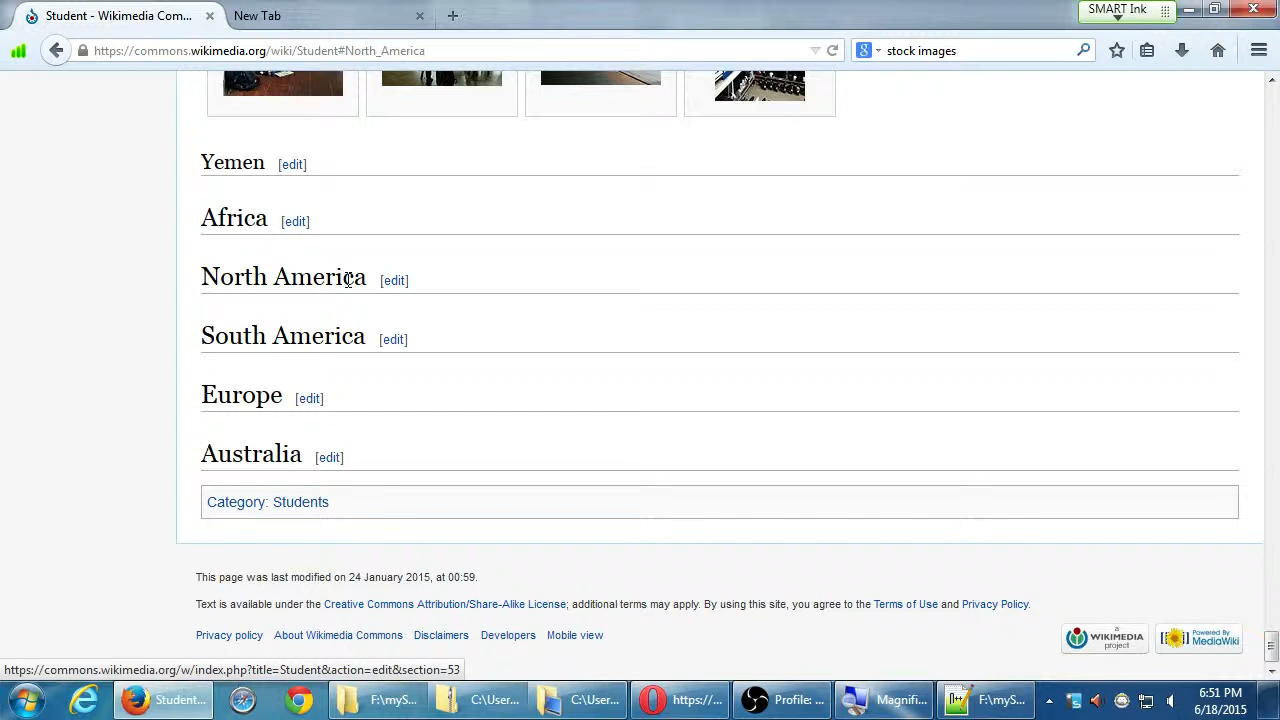 Student - Wikimedia Com...
New Tab
SMART Ink
https://commons.wikimedia.org/wiki/Student#North_America
stock images
Yemen [edit]
Africa [edit]
North America [edit]
South America [edit]
Europe [edit]
Australia [edit]
Category: Students
This page was last modified on 24 January 2015, at 00:59.
Text is available under the Creative Commons Attribution/Share-Alike License; additional terms may apply. By using this site, you agree to the Terms of Use and Privacy Policy.
Privacy policy About Wikimedia Commons Disclaimers Developers Mobile view
a WIKIMEDIA project
Powered By MediaWiki
https://commons.wikimedia.org/w/index.php?title=Student&action=edit&section=53
Student...
F:\myS...
C:\User...
C:\User...
https:/...
Profile: ...
Magnifi...
F:\myS...
6:51 PM
6/18/2015